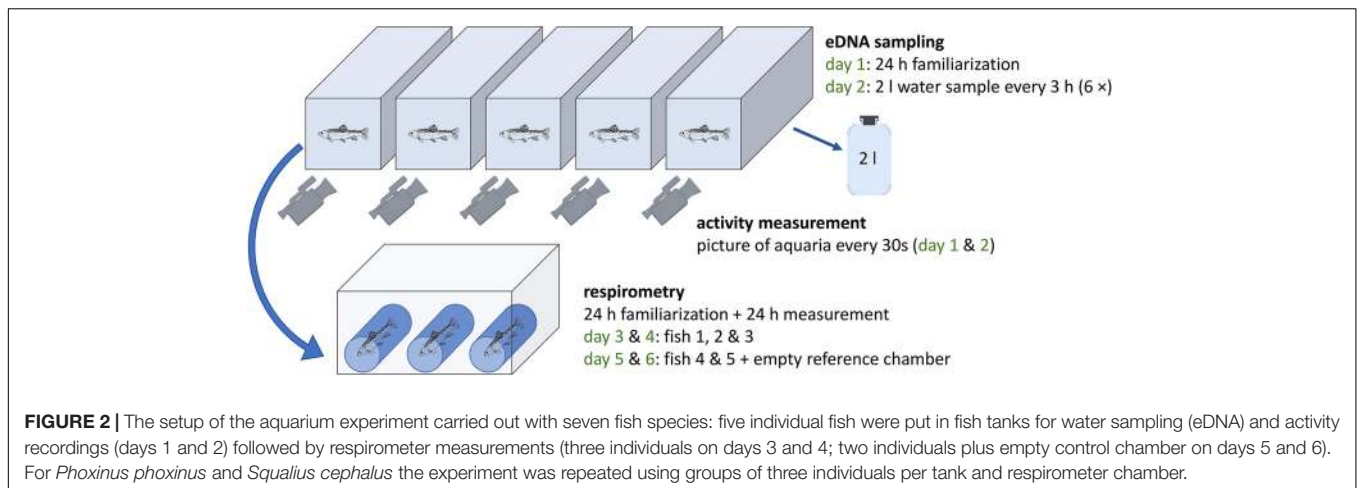 eDNA sampling
day 1: 24 h familiarization
day 2: 2 l water sample every 3 h (6 ×)
2 l
activity measurement
picture of aquaria every 30s (day 1 & 2)
respirometry
24 h familiarization + 24 h measurement
day 3 & 4: fish 1, 2 & 3
day 5 & 6: fish 4 & 5 + empty reference chamber
FIGURE 2 | The setup of the aquarium experiment carried out with seven fish species: five individual fish were put in fish tanks for water sampling (eDNA) and activity
recordings (days 1 and 2) followed by respirometer measurements (three individuals on days 3 and 4; two individuals plus empty control chamber on days 5 and 6).
For Phoxinus phoxinus and Squalius cephalus the experiment was repeated using groups of three individuals per tank and respirometer chamber.